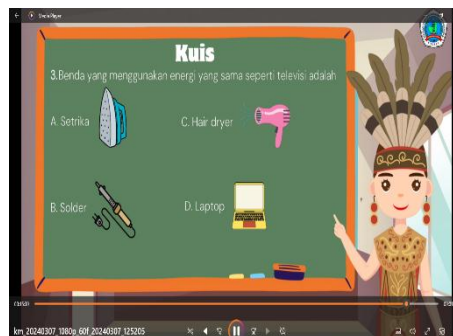 Kuis
3.Benda yang menggunakan energi yang sama seperti televisi adalah
A. Setrika
C. Hair dryer
B. Solder
D. Laptop
km_20240307_1080p_60f_20240307_125205